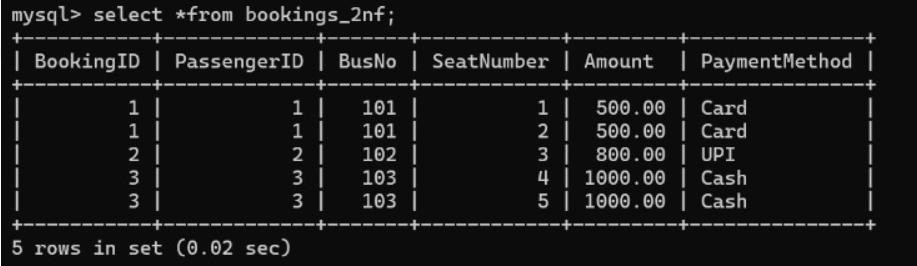 mysql> select *from bookings_2nf;
+-----------+-------------+-------+------------+---------+---------------+
| BookingID | PassengerID | BusNo | SeatNumber | Amount  | PaymentMethod |
+-----------+-------------+-------+------------+---------+---------------+
|         1 |           1 |   101 |          1 |  500.00 | Card          |
|         1 |           1 |   101 |          2 |  500.00 | Card          |
|         2 |           2 |   102 |          3 |  800.00 | UPI           |
|         3 |           3 |   103 |          4 | 1000.00 | Cash          |
|         3 |           3 |   103 |          5 | 1000.00 | Cash          |
+-----------+-------------+-------+------------+---------+---------------+
5 rows in set (0.02 sec)